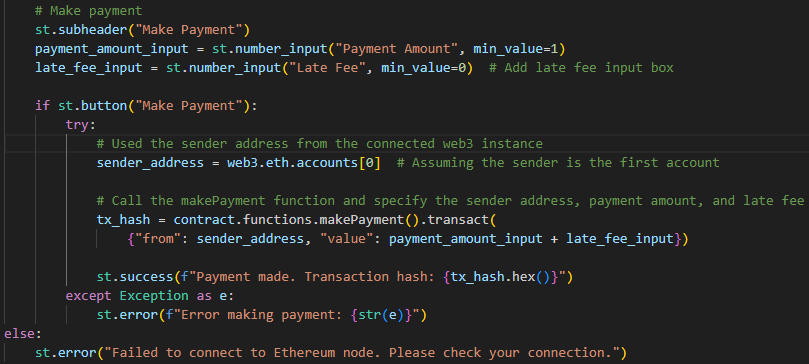 # Make payment
st.subheader("Make Payment")
payment_amount_input = st.number_input("Payment Amount", min_value=1)
late_fee_input = st.number_input("Late Fee", min_value=0)  # Add late fee input box
if st.button("Make Payment"):
try:
# Used the sender address from the connected web3 instance
sender_address = web3.eth.accounts[0]  # Assuming the sender is the first account
# Call the makePayment function and specify the sender address, payment amount, and late fee
tx_hash = contract.functions.makePayment().transact(
{"from": sender_address, "value": payment_amount_input + late_fee_input})
st.success(f"Payment made. Transaction hash: {tx_hash.hex()}")
except Exception as e:
st.error(f"Error making payment: {str(e)}")
else:
st.error("Failed to connect to Ethereum node. Please check your connection.")